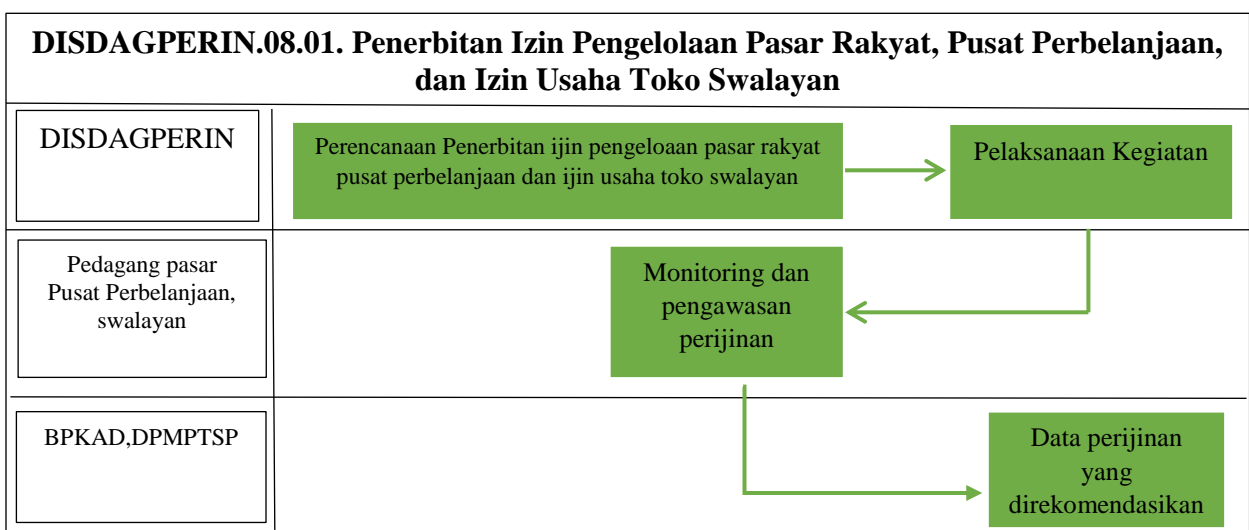 DISDAGPERIN.08.01. Penerbitan Izin Pengelolaan Pasar Rakyat, Pusat Perbelanjaan,
dan Izin Usaha Toko Swalayan
DISDAGPERIN
Perencanaan Penerbitan ijin pengeloaan pasar rakyat
pusat perbelanjaan dan ijin usaha toko swalayan
Pelaksanaan Kegiatan
Pedagang pasar
Pusat Perbelanjaan,
swalayan
Monitoring dan
pengawasan
perijinan
BPKAD,DPMPTSP
Data perijinan
yang
direkomendasikan